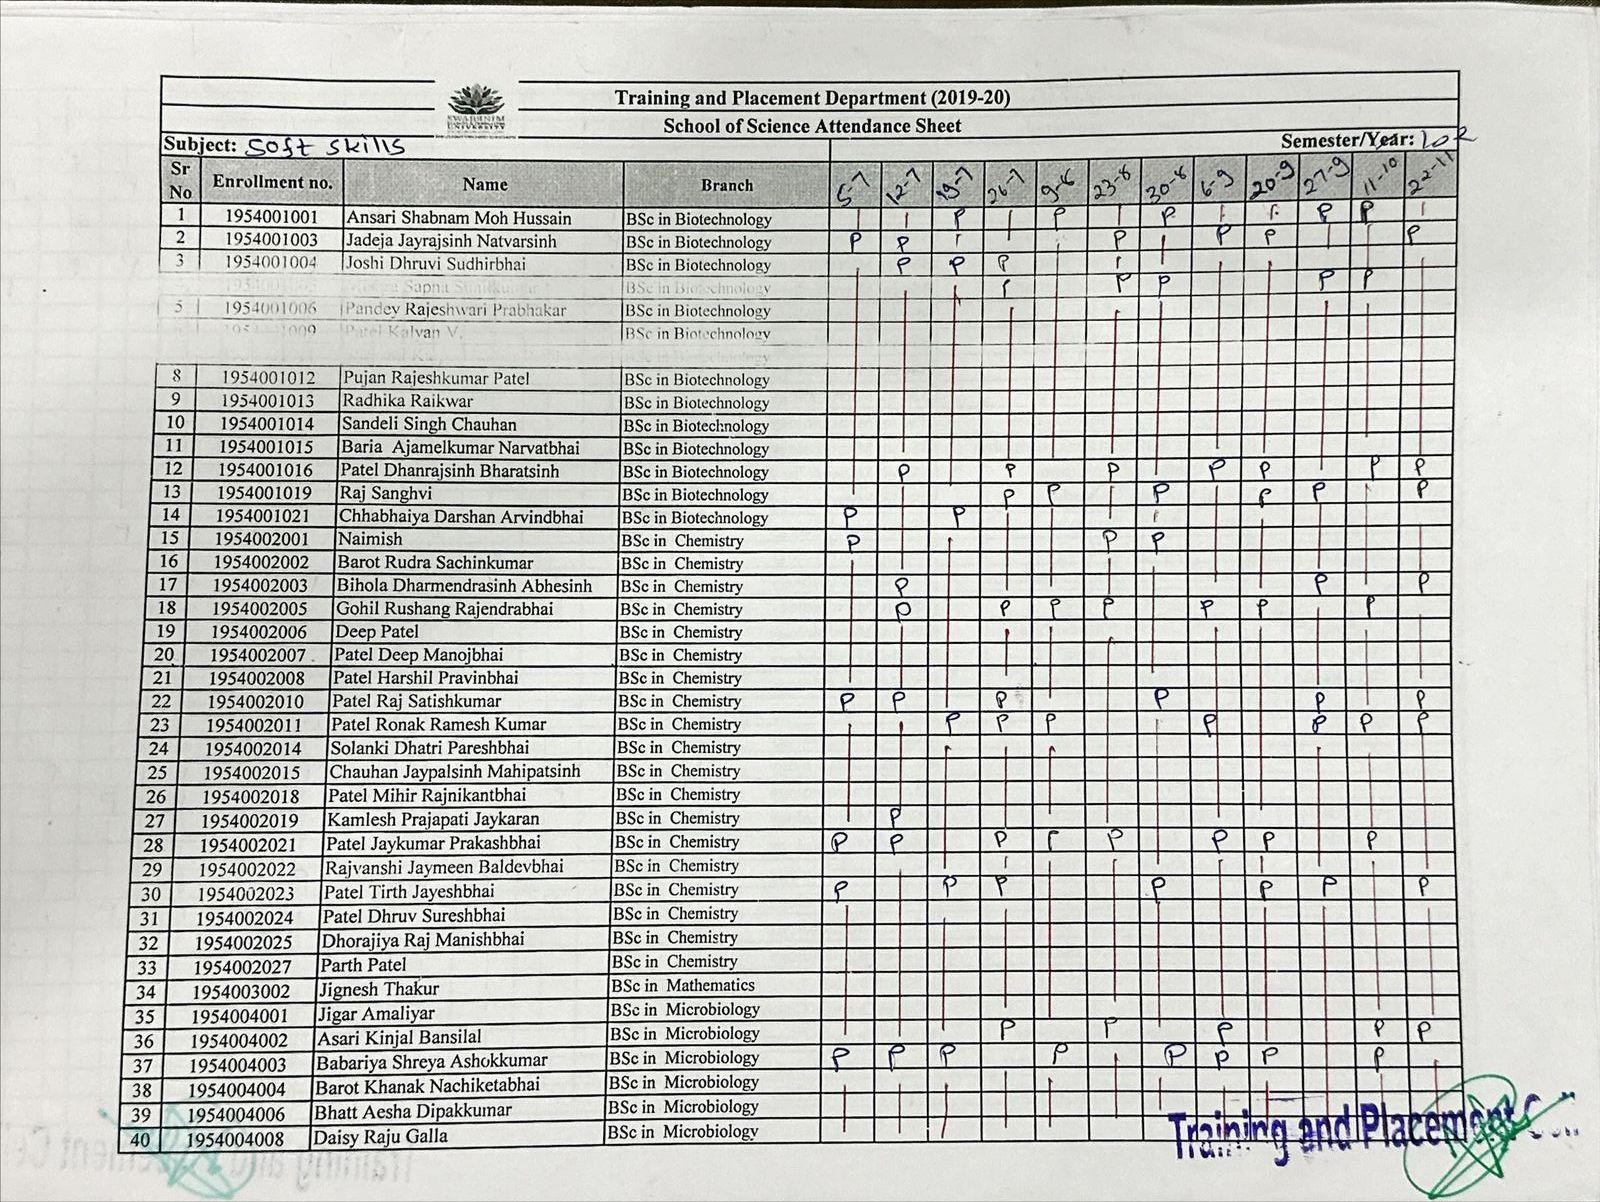 Training and Placement Department (2019-20)
SWARRNIM
UNIVERSITY
School of Science Attendance Sheet
Subject: Soft Skills Semester/Year:
Sr No Enrollment no. Name Branch 5-7 12-7 19-7 26-7 9-8 23-8 30-8 6-9 20-9 27-9 11-10 22-11
1 1954001001 Ansari Shabnam Moh Hussain BSc in Biotechnology P P P P P
2 1954001003 Jadeja Jayrajsinh Natvarsinh BSc in Biotechnology P P P P P P
3 1954001004 Joshi Dhruvi Sudhirbhai BSc in Biotechnology P P P
Sapna BSc in Biotechnology P P P P
5 1954001006 Pandey Rajeshwari Prabhakar BSc in Biotechnology
Patel Kalyan V. BSc in Biotechnology
8 1954001012 Pujan Rajeshkumar Patel BSc in Biotechnology
9 1954001013 Radhika Raikwar BSc in Biotechnology
10 1954001014 Sandeli Singh Chauhan BSc in Biotechnology
11 1954001015 Baria Ajamelkumar Narvatbhai BSc in Biotechnology
12 1954001016 Patel Dhanrajsinh Bharatsinh BSc in Biotechnology P P P P P P P
13 1954001019 Raj Sanghvi BSc in Biotechnology P P P P P P
14 1954001021 Chhabhaiya Darshan Arvindbhai BSc in Biotechnology P P
15 1954002001 Naimish BSc in Chemistry P P P
16 1954002002 Barot Rudra Sachinkumar BSc in Chemistry
17 1954002003 Bihola Dharmendrasinh Abhesinh BSc in Chemistry P P P
18 1954002005 Gohil Rushang Rajendrabhai BSc in Chemistry P P P P P P P
19 1954002006 Deep Patel BSc in Chemistry
20 1954002007 Patel Deep Manojbhai BSc in Chemistry
21 1954002008 Patel Harshil Pravinbhai BSc in Chemistry
22 1954002010 Patel Raj Satishkumar BSc in Chemistry P P P P P P
23 1954002011 Patel Ronak Ramesh Kumar BSc in Chemistry P P P P P P P
24 1954002014 Solanki Dhatri Pareshbhai BSc in Chemistry
25 1954002015 Chauhan Jaypalsinh Mahipatsinh BSc in Chemistry
26 1954002018 Patel Mihir Rajnikantbhai BSc in Chemistry
27 1954002019 Kamlesh Prajapati Jaykaran BSc in Chemistry P
28 1954002021 Patel Jaykumar Prakashbhai BSc in Chemistry P P P P P P P P
29 1954002022 Rajvanshi Jaymeen Baldevbhai BSc in Chemistry
30 1954002023 Patel Tirth Jayeshbhai BSc in Chemistry P P P P P P P
31 1954002024 Patel Dhruv Sureshbhai BSc in Chemistry
32 1954002025 Dhorajiya Raj Manishbhai BSc in Chemistry
33 1954002027 Parth Patel BSc in Chemistry
34 1954003002 Jignesh Thakur BSc in Mathematics
35 1954004001 Jigar Amaliyar BSc in Microbiology
36 1954004002 Asari Kinjal Bansilal BSc in Microbiology P P P P P
37 1954004003 Babariya Shreya Ashokkumar BSc in Microbiology P P P P P P P P
38 1954004004 Barot Khanak Nachiketabhai BSc in Microbiology
39 1954004006 Bhatt Aesha Dipakkumar BSc in Microbiology
40 1954004008 Daisy Raju Galla BSc in Microbiology
Training and Placement Cell